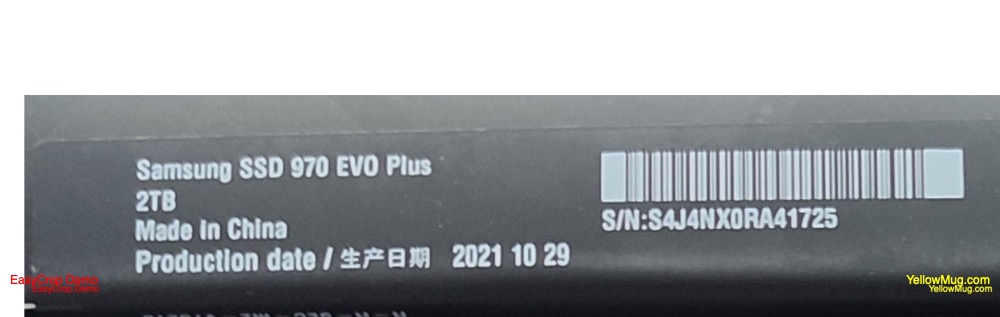 Samsung SSD 970 EVO Plus
2TB
Made in China
Production date / 生产日期 2021 10 29
S/N:S4J4NX0RA41725
EasyCrop Demo
EasyCrop Demo
YellowMug.com
YellowMug.com